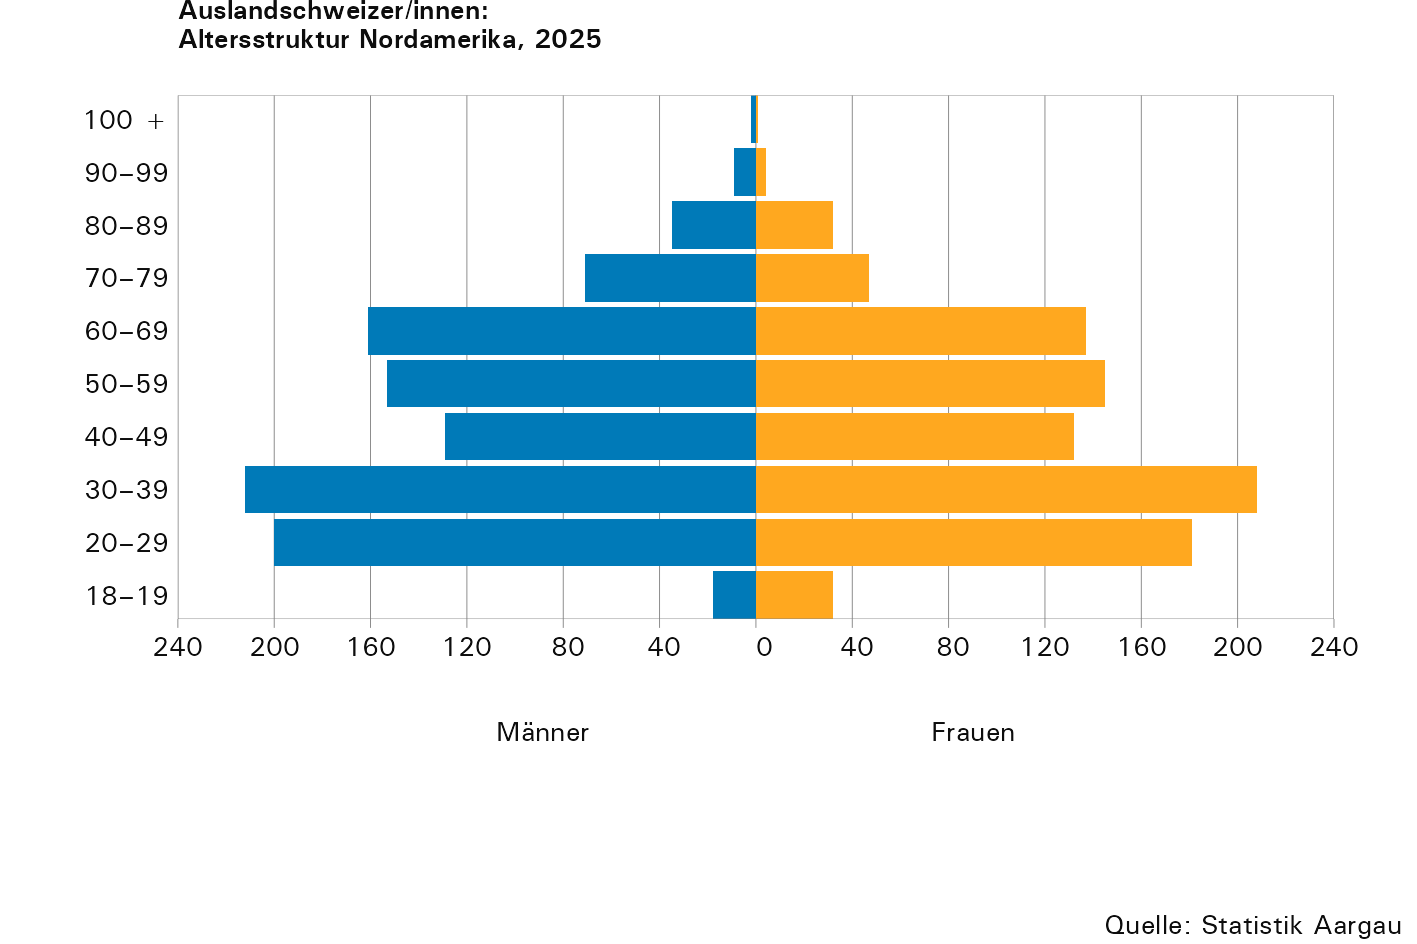 Auslandschweizer/innen:
Altersstruktur Nordamerika, 2025
100 +
90–99
80–89
70–79
60–69
50–59
40–49
30–39
20–29
18–19
240 200 160 120 80 40 0 40 80 120 160 200 240
Männer Frauen
Quelle: Statistik Aargau